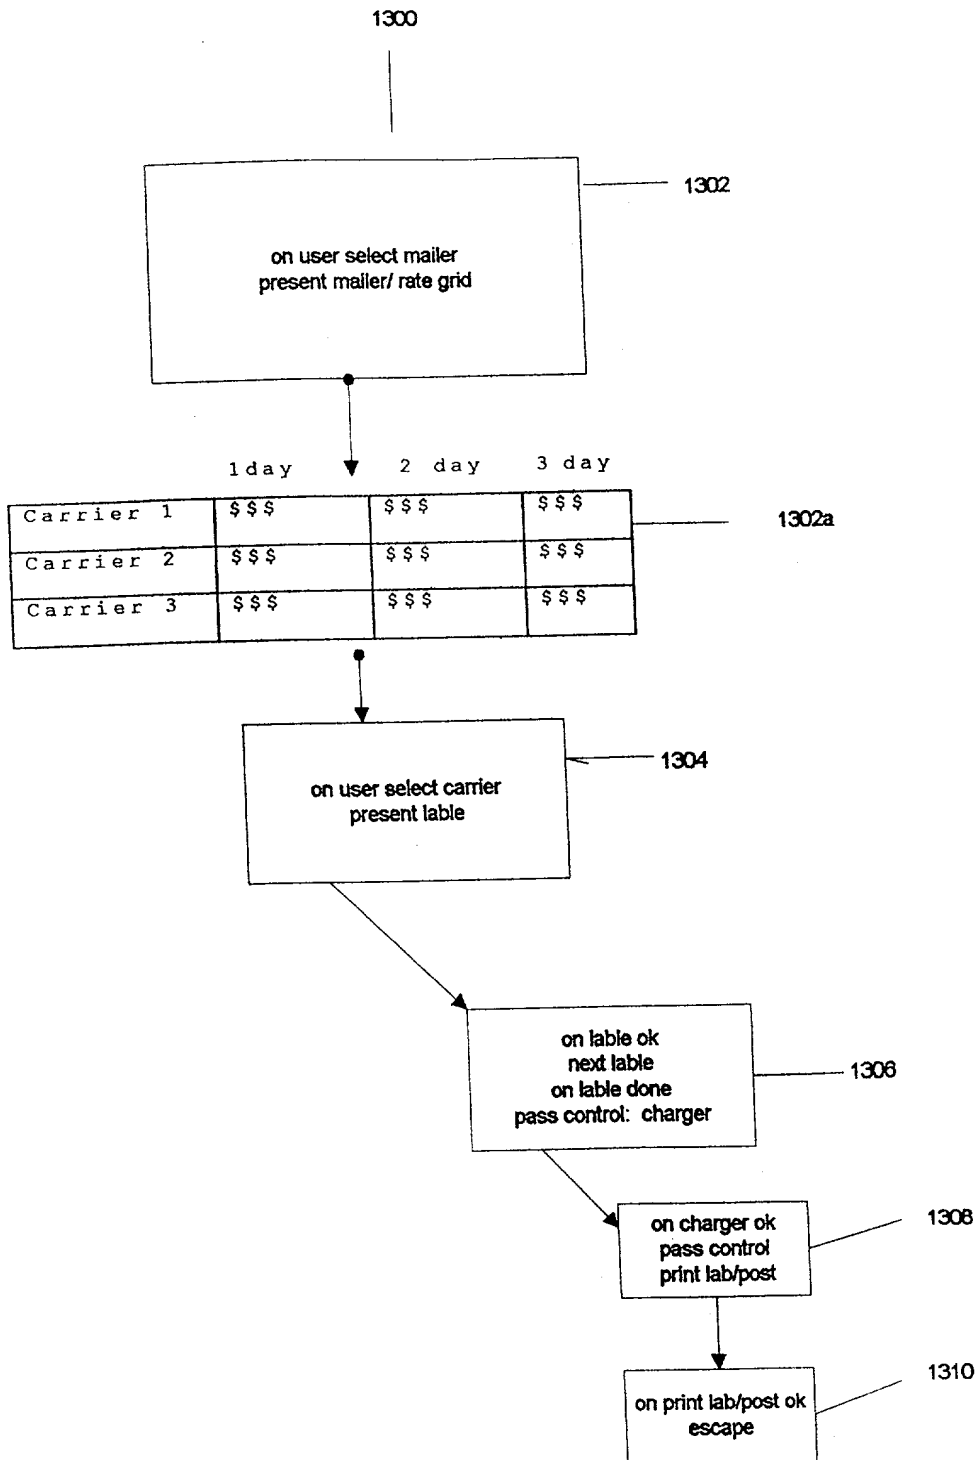 1300
1302
on user select mailer
present mailer/ rate grid
1 day 2 day 3 day
Carrier 1 $$$ $$$ $$$
1302a
Carrier 2 $$$ $$$ $$$
Carrier 3 $$$ $$$ $$$
1304
on user select carrier
present lable
on lable ok
next lable
on lable done
pass control: charger
1306
on charger ok
pass control
print lab/post
1308
1310
on print lab/post ok
escape